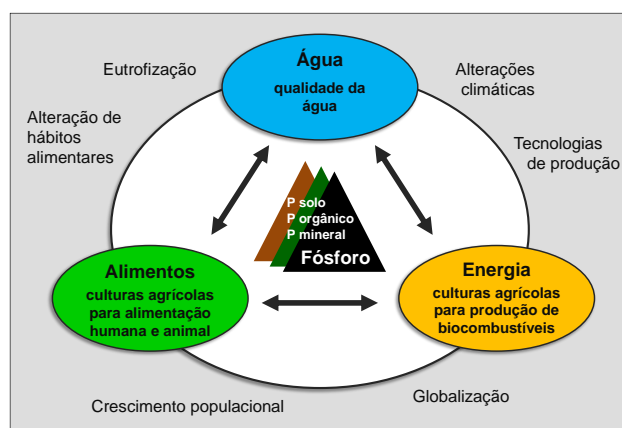 Água
qualidade da
água
Eutrofização
Alterações
climáticas
Alteração de
hábitos
alimentares
Tecnologias
de produção
P solo
P orgânico
P mineral
Fósforo
Alimentos
culturas agrícolas
para alimentação
humana e animal
Energia
culturas agrícolas
para produção de
biocombustíveis
Crescimento populacional
Globalização